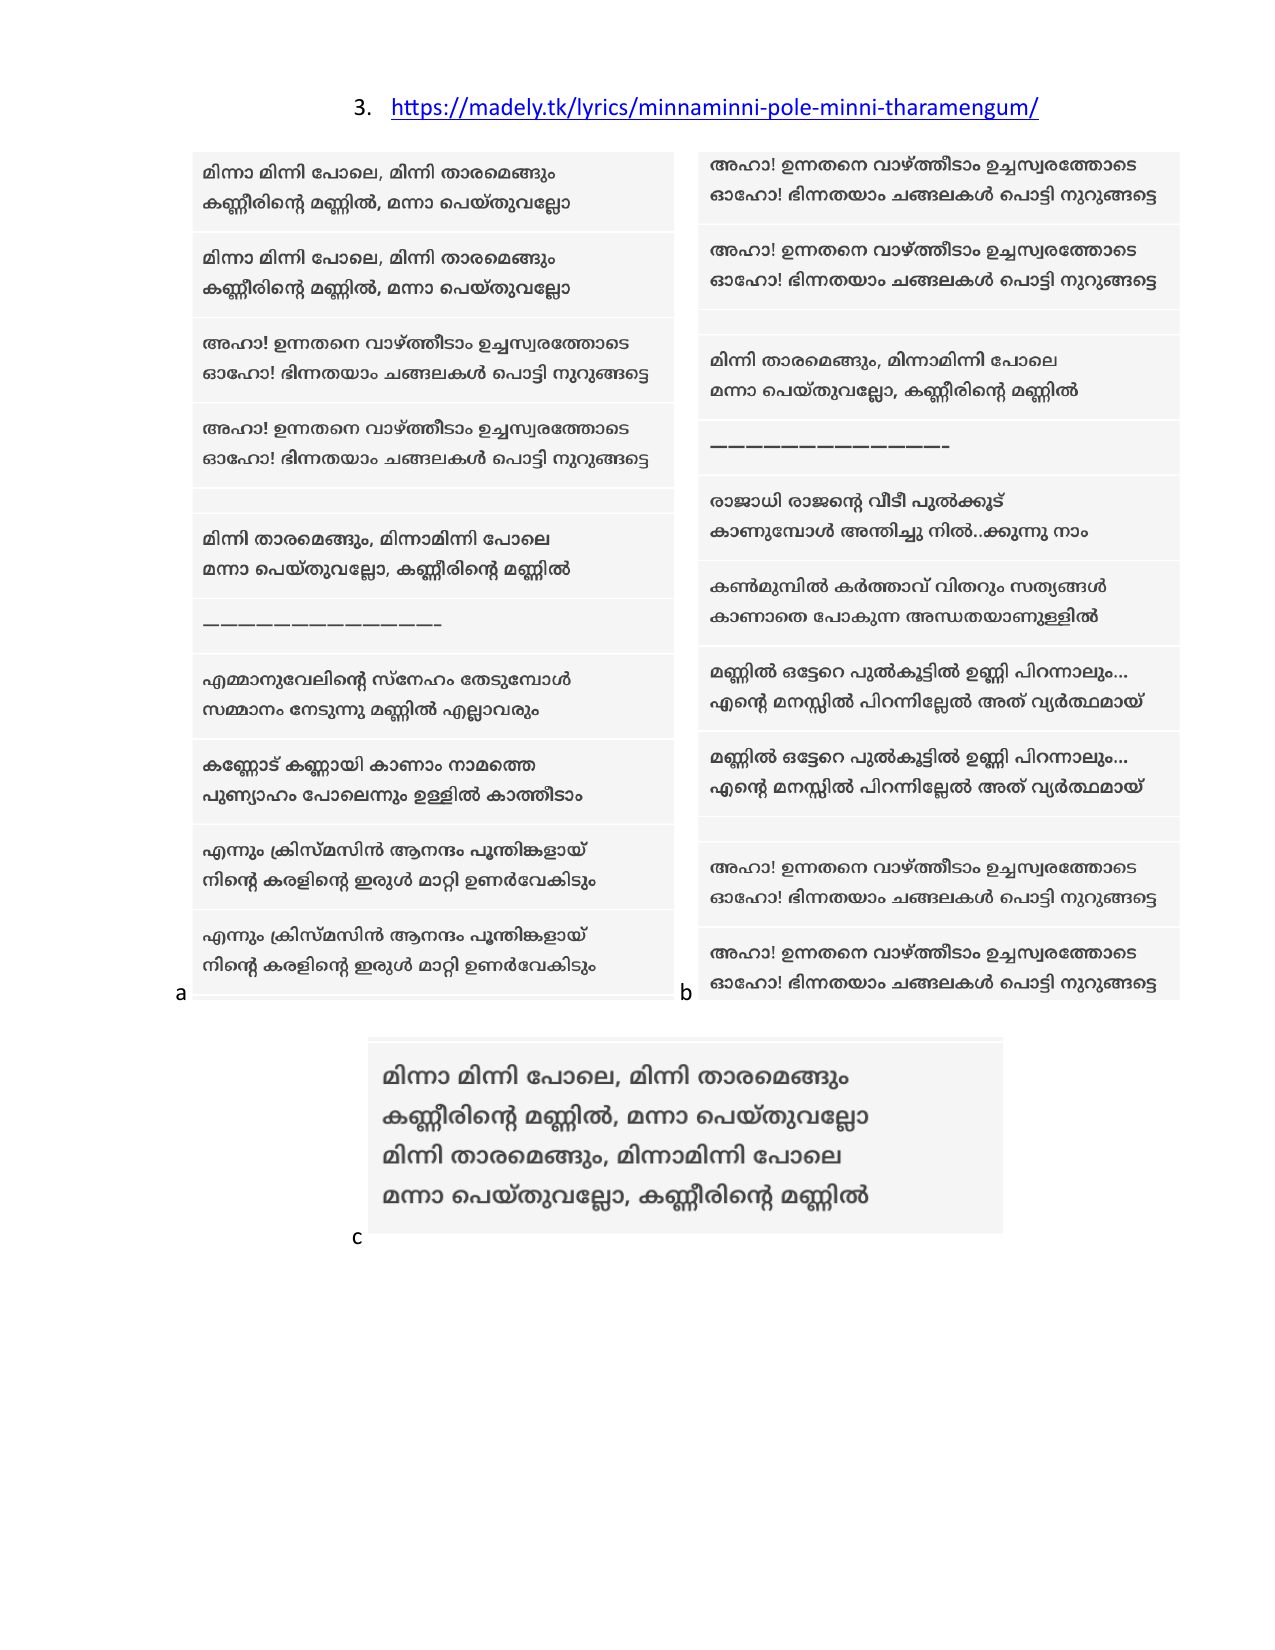 3. https://madely.tk/lyrics/minnaminni-pole-minni-tharamengum/
മിന്നാ മിന്നി പോലെ, മിന്നി താരമെങ്ങും
കണ്ണീരിന്റെ മണ്ണിൽ, മന്നാ പെയ്തുവല്ലോ
മിന്നാ മിന്നി പോലെ, മിന്നി താരമെങ്ങും
കണ്ണീരിന്റെ മണ്ണിൽ, മന്നാ പെയ്തുവല്ലോ
അഹാ! ഉന്നതനെ വാഴ്ത്തീടാം ഉച്ചസ്വരത്തോടെ
ഓഹോ! ഭിന്നതയാം ചങ്ങലകൾ പൊട്ടി നുറുങ്ങട്ടെ
അഹാ! ഉന്നതനെ വാഴ്ത്തീടാം ഉച്ചസ്വരത്തോടെ
ഓഹോ! ഭിന്നതയാം ചങ്ങലകൾ പൊട്ടി നുറുങ്ങട്ടെ
മിന്നി താരമെങ്ങും, മിന്നാമിന്നി പോലെ
മന്നാ പെയ്തുവല്ലോ, കണ്ണീരിന്റെ മണ്ണിൽ
—————————————–
എമ്മാനുവേലിന്റെ സ്നേഹം തേടുമ്പോൾ
സമ്മാനം നേടുന്നു മണ്ണിൽ എല്ലാവരും
കണ്ണോട് കണ്ണായി കാണാം നാമത്തെ
പുണ്യാഹം പോലെന്നും ഉള്ളിൽ കാത്തീടാം
എന്നും ക്രിസ്മസിൻ ആനന്ദം പൂന്തിങ്കളായ്
നിന്റെ കരളിന്റെ ഇരുൾ മാറ്റി ഉണർവേകിടും
എന്നും ക്രിസ്മസിൻ ആനന്ദം പൂന്തിങ്കളായ്
നിന്റെ കരളിന്റെ ഇരുൾ മാറ്റി ഉണർവേകിടും
a
അഹാ! ഉന്നതനെ വാഴ്ത്തീടാം ഉച്ചസ്വരത്തോടെ
ഓഹോ! ഭിന്നതയാം ചങ്ങലകൾ പൊട്ടി നുറുങ്ങട്ടെ
അഹാ! ഉന്നതനെ വാഴ്ത്തീടാം ഉച്ചസ്വരത്തോടെ
ഓഹോ! ഭിന്നതയാം ചങ്ങലകൾ പൊട്ടി നുറുങ്ങട്ടെ
മിന്നി താരമെങ്ങും, മിന്നാമിന്നി പോലെ
മന്നാ പെയ്തുവല്ലോ, കണ്ണീരിന്റെ മണ്ണിൽ
—————————————–
രാജാധി രാജന്റെ വീടീ പുൽക്കൂട്
കാണുമ്പോൾ അന്തിച്ചു നിൽ..ക്കുന്നു നാം
കൺമുമ്പിൽ കർത്താവ് വിതറും സത്യങ്ങൾ
കാണാതെ പോകുന്ന അന്ധതയാണുള്ളിൽ
മണ്ണിൽ ഒട്ടേറെ പുൽകൂട്ടിൽ ഉണ്ണി പിറന്നാലും...
എന്റെ മനസ്സിൽ പിറന്നില്ലേൽ അത് വ്യർത്ഥമായ്
മണ്ണിൽ ഒട്ടേറെ പുൽകൂട്ടിൽ ഉണ്ണി പിറന്നാലും...
എന്റെ മനസ്സിൽ പിറന്നില്ലേൽ അത് വ്യർത്ഥമായ്
അഹാ! ഉന്നതനെ വാഴ്ത്തീടാം ഉച്ചസ്വരത്തോടെ
ഓഹോ! ഭിന്നതയാം ചങ്ങലകൾ പൊട്ടി നുറുങ്ങട്ടെ
അഹാ! ഉന്നതനെ വാഴ്ത്തീടാം ഉച്ചസ്വരത്തോടെ
ഓഹോ! ഭിന്നതയാം ചങ്ങലകൾ പൊട്ടി നുറുങ്ങട്ടെ
b
മിന്നാ മിന്നി പോലെ, മിന്നി താരമെങ്ങും
കണ്ണീരിന്റെ മണ്ണിൽ, മന്നാ പെയ്തുവല്ലോ
മിന്നി താരമെങ്ങും, മിന്നാമിന്നി പോലെ
മന്നാ പെയ്തുവല്ലോ, കണ്ണീരിന്റെ മണ്ണിൽ
c